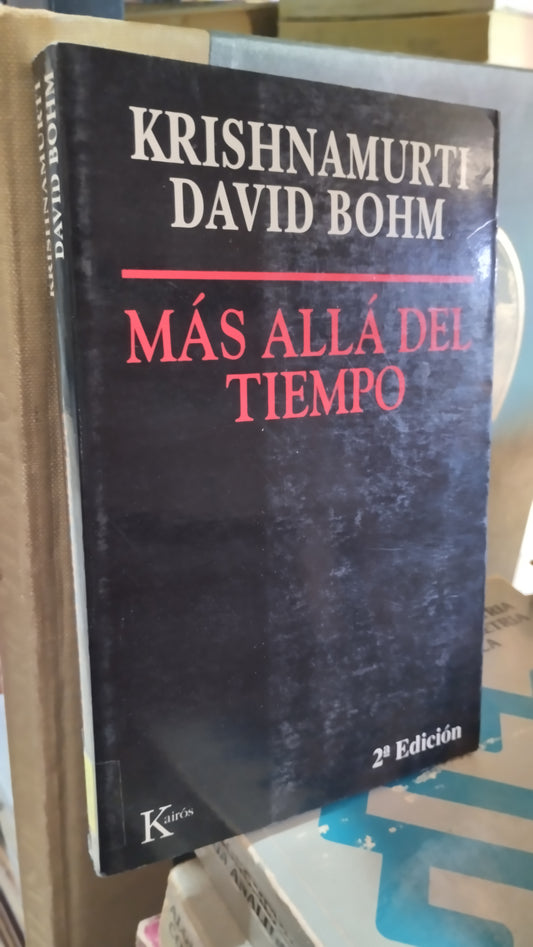 KRISHNAMURTI
DAVID BOHM
KRISHNAMURTI
DAVID BOHM
MÁS ALLÁ DEL
TIEMPO
2ª Edición
Kairós